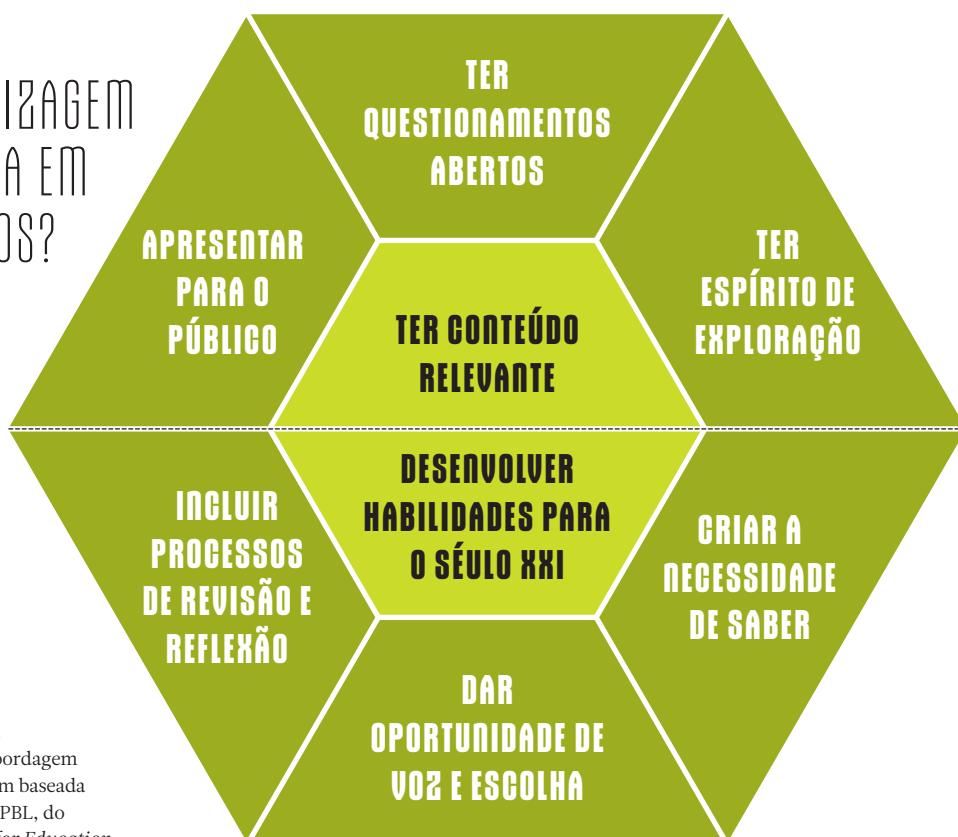 IZAGEM
A EM
OS?
TER
QUESTIONAMENTOS
ABERTOS
APRESENTAR
PARA O
PÚBLICO
TER
ESPÍRITO DE
EXPLORAÇÃO
TER CONTEÚDO
RELEVANTE
DESENVOLVER
HABILIDADES PARA
O SÉULO XXI
INCLUIR
PROCESSOS
DE REVISÃO E
REFLEXÃO
CRIAR A
NECESSIDADE
DE SABER
DAR
OPORTUNIDADE DE
VOZ E ESCOLHA
bordagem
m baseada
PBL, do
for Education